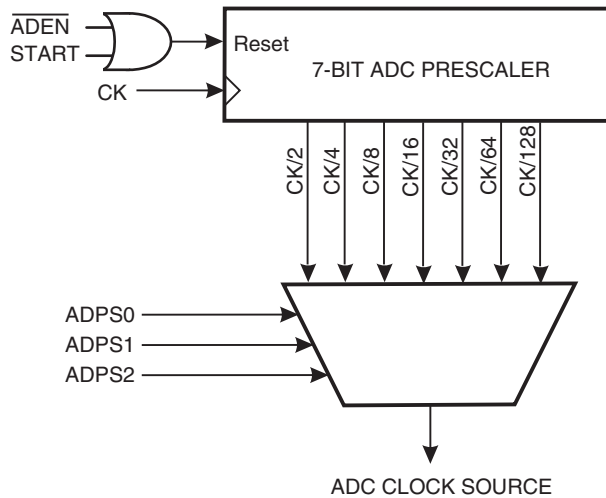 ADEN
START
Reset
7-BIT ADC PRESCALER
CK
CK/2
CK/4
CK/8
CK/16
CK/32
CK/64
CK/128
ADPS0
ADPS1
ADPS2
ADC CLOCK SOURCE